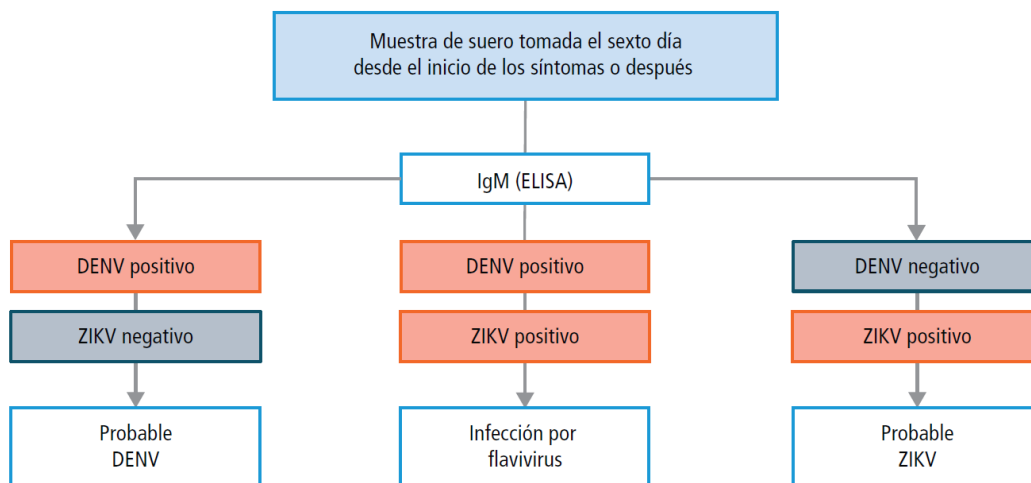 Muestra de suero tomada el sexto día
desde el inicio de los síntomas o después
IgM (ELISA)
DENV positivo
ZIKV negativo
Probable
DENV
DENV positivo
ZIKV positivo
Infección por
flavivirus
DENV negativo
ZIKV positivo
Probable
ZIKV